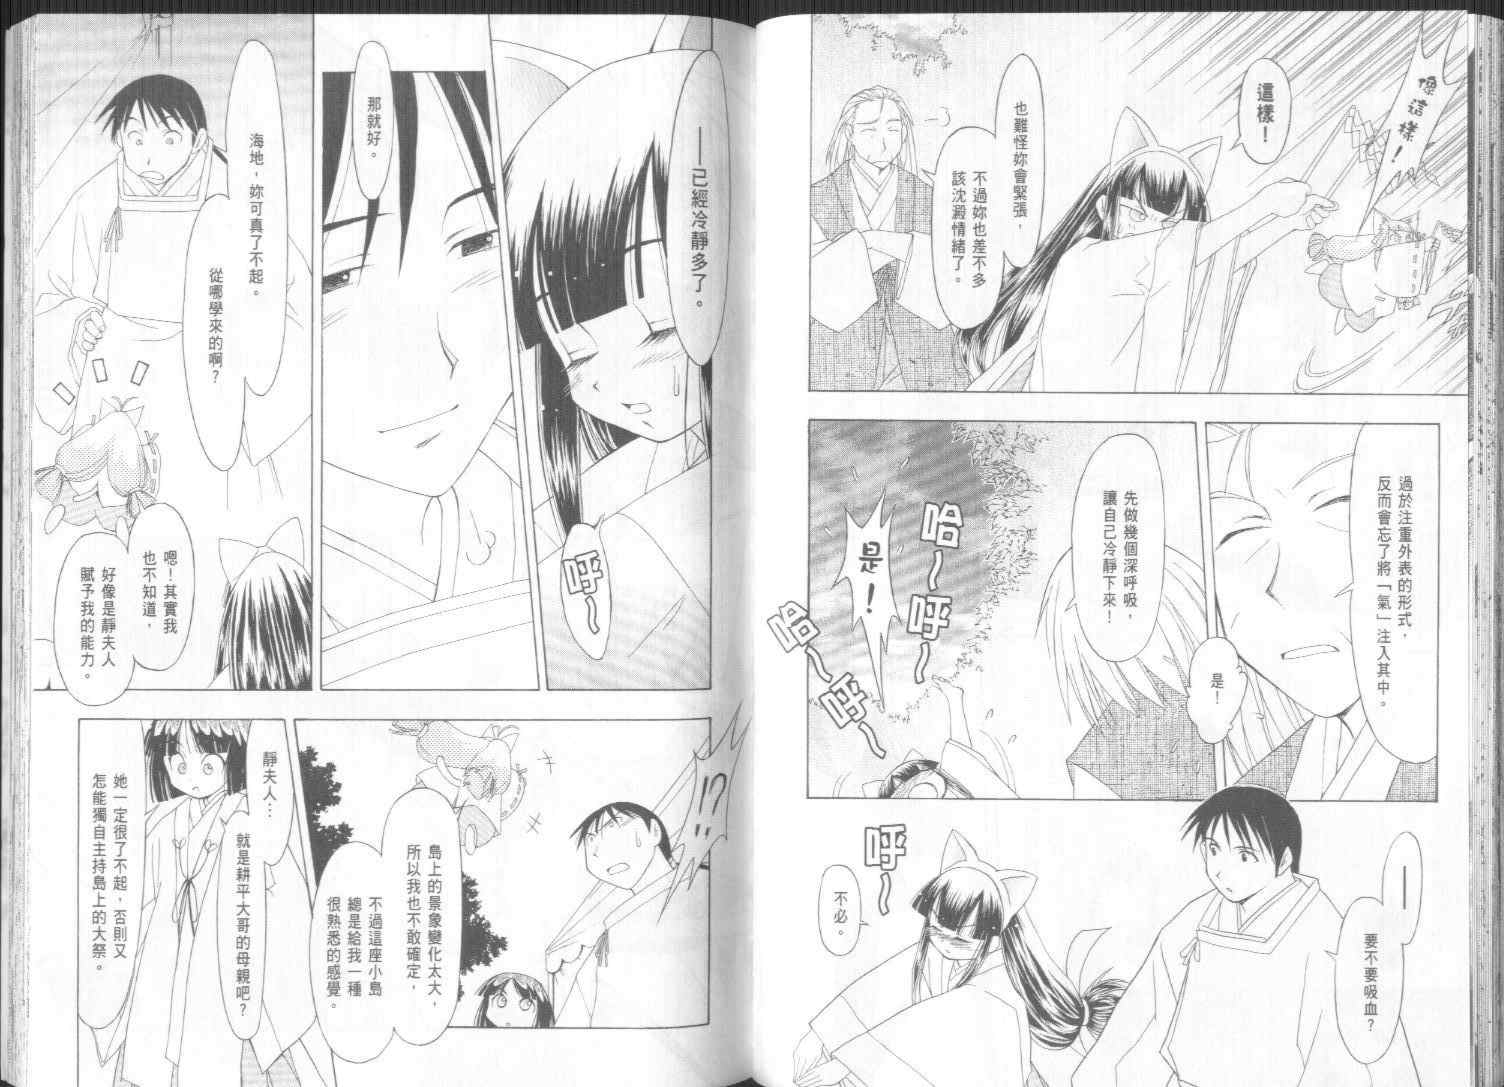 像這樣！
這樣！
也難怪妳會緊張，
不過妳也差不多
該沈澱情緒了。
過於注重外表的形式，
反而會忘了將「氣」注入其中。
是！
先做幾個深呼吸，
讓自己冷靜下來！
是！
哈～呼～
哈～呼～
——要不要吸血？
呼～
不必。
——已經冷靜多了。
呼～
那就好。
海地，妳可真了不起。
從哪學來的啊？
嗯！其實我
也不知道，
好像是靜夫人
賦予我的能力。
！？
島上的景象變化太大，
所以我也不敢確定，
不過這座小島
總是給我一種
很熟悉的感覺。
靜夫人…
就是耕平大哥的母親吧？
她一定很了不起，否則又
怎能獨自主持島上的大祭。